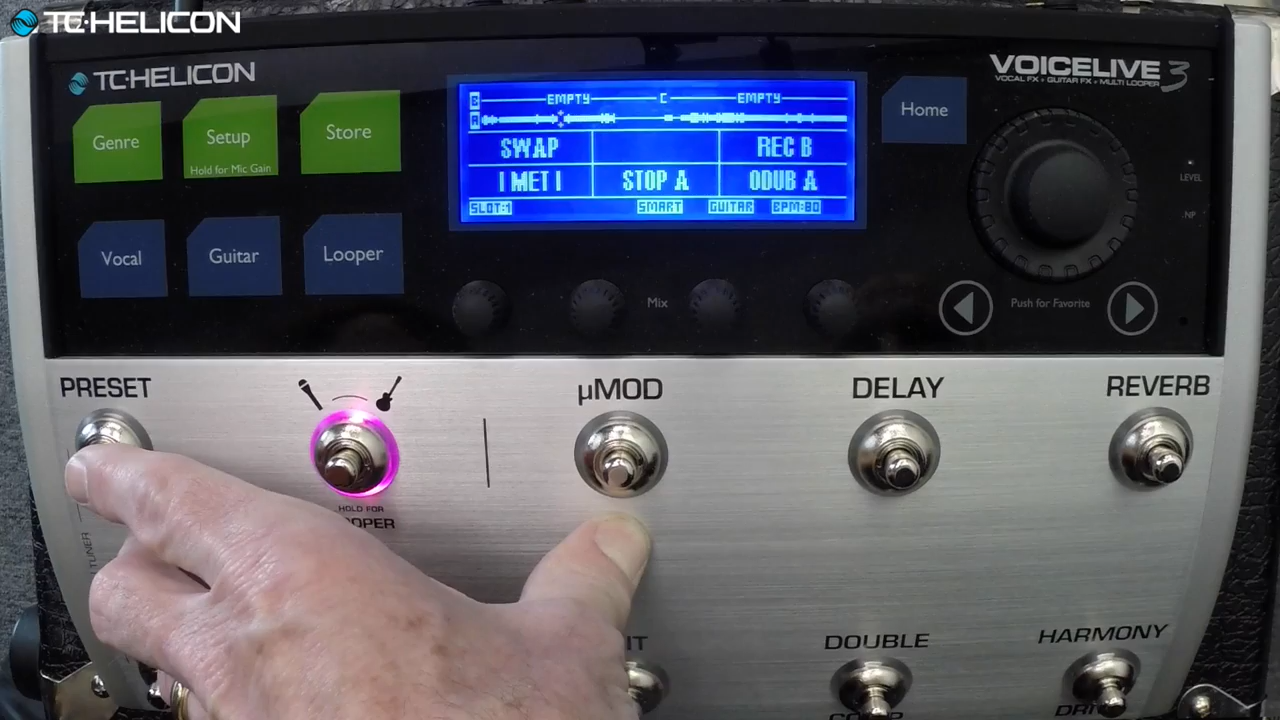 TC·HELICON
TC·HELICON
VOICELIVE 3
VOCAL FX + GUITAR FX + MULTI LOOPER
Genre
Setup
Hold for Mic Gain
Store
Home
Vocal
Guitar
Looper
B EMPTY C EMPTY
A
SWAP REC B
STOP A ODUB A
SLOT:1 SMART GUITAR BPM:80
LEVEL
Mix
Push for Favorite
PRESET
µMOD
DELAY
REVERB
HOLD FOR
TUNER
DOUBLE
HARMONY